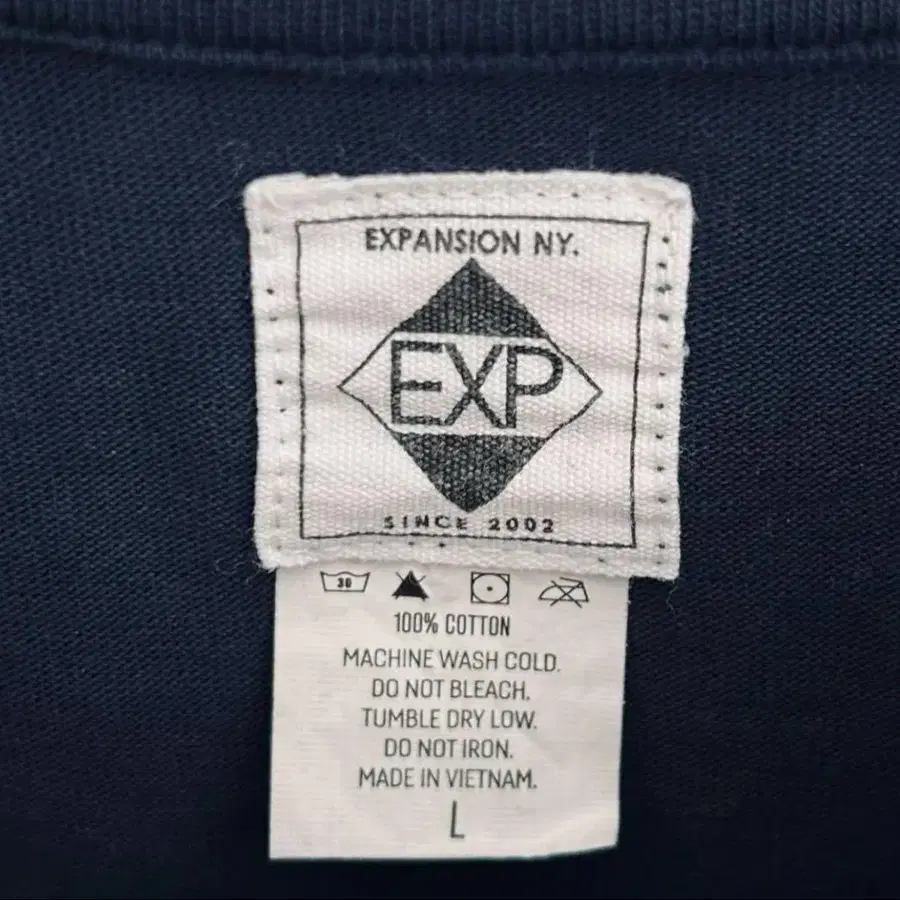 EXPANSION NY.
EXP
SINCE 2002
30
100% COTTON
MACHINE WASH COLD.
DO NOT BLEACH.
TUMBLE DRY LOW.
DO NOT IRON.
MADE IN VIETNAM.
L